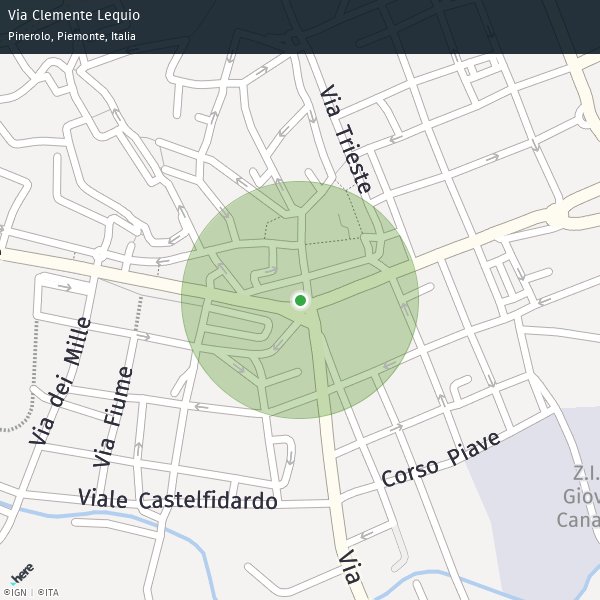 Via Clemente Lequio
Pinerolo, Piemonte, Italia
Via Trieste
Via dei Mille
Via Fiume
Corso Piave
Z.I.
Giov
Cana
Viale Castelfidardo
Via
here
©IGN | ©ITA